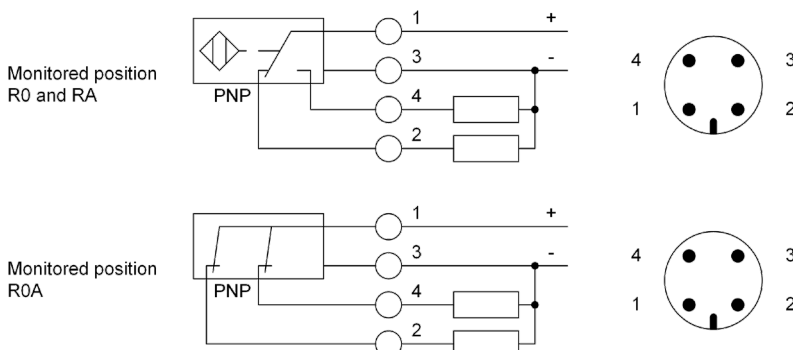 1 +
Monitored position
R0 and RA
3 -
PNP
4
2
4 3
1 2
1 +
Monitored position
R0A
3 -
PNP
4
2
4 3
1 2